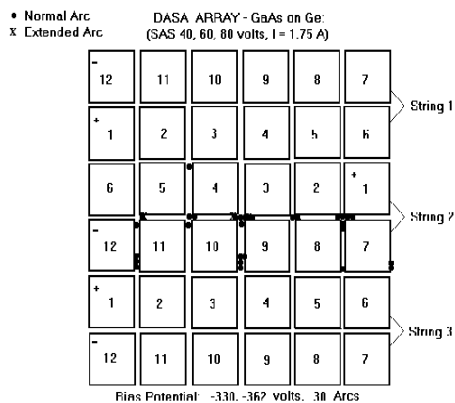 • Normal Arc
x Extended Arc
DASA ARRAY - GaAs on Ge:
(SAS 40, 60, 80 volts, I = 1.75 A)
- 12 11 10 9 8 7
String 1
+ 1 2 3 4 5 6
6 5 4 3 2 + 1
String 2
- 12 11 10 9 8 7
+ 1 2 3 4 5 6
String 3
- 12 11 10 9 8 7
Bias Potential: -330, -362 volts, 30 Arcs